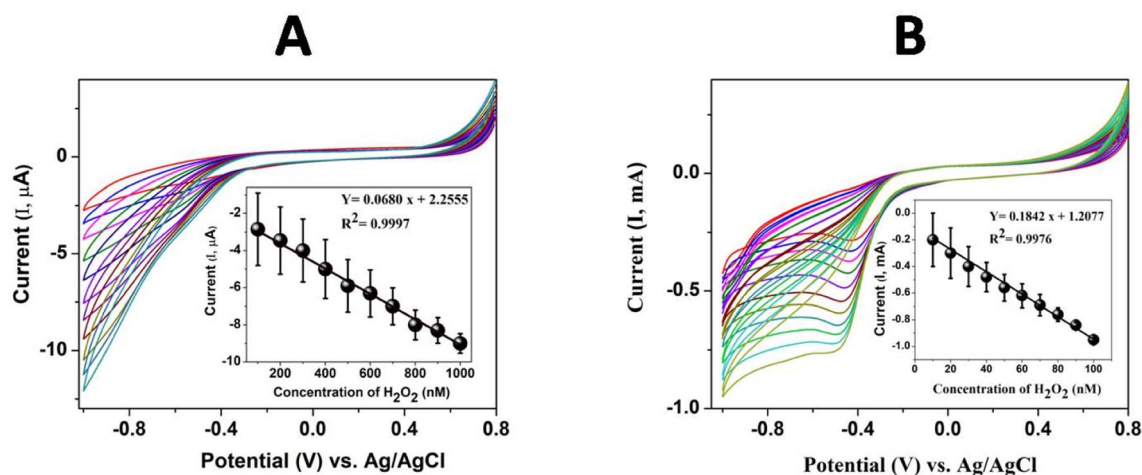 A
B
Current (I, μA)
0
-5
-10
-0.8
-0.4
0.0
0.4
0.8
Potential (V) vs. Ag/AgCl
Y= 0.0680 x + 2.2555
R²= 0.9997
Current (I, μA)
-2
-4
-6
-8
-10
200
400
600
800
1000
Concentration of H₂O₂ (nM)
Current (I, mA)
0.0
-0.5
-1.0
-0.8
-0.4
0.0
0.4
0.8
Potential (V) vs. Ag/AgCl
Y= 0.1842 x + 1.2077
R²= 0.9976
Current (I, mA)
0.0
-0.2
-0.4
-0.6
-0.8
-1.0
0
20
40
60
80
100
Concentration of H₂O₂ (nM)